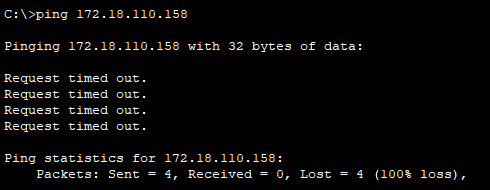 C:\>ping 172.18.110.158
Pinging 172.18.110.158 with 32 bytes of data:
Request timed out.
Request timed out.
Request timed out.
Request timed out.
Ping statistics for 172.18.110.158:
Packets: Sent = 4, Received = 0, Lost = 4 (100% loss),